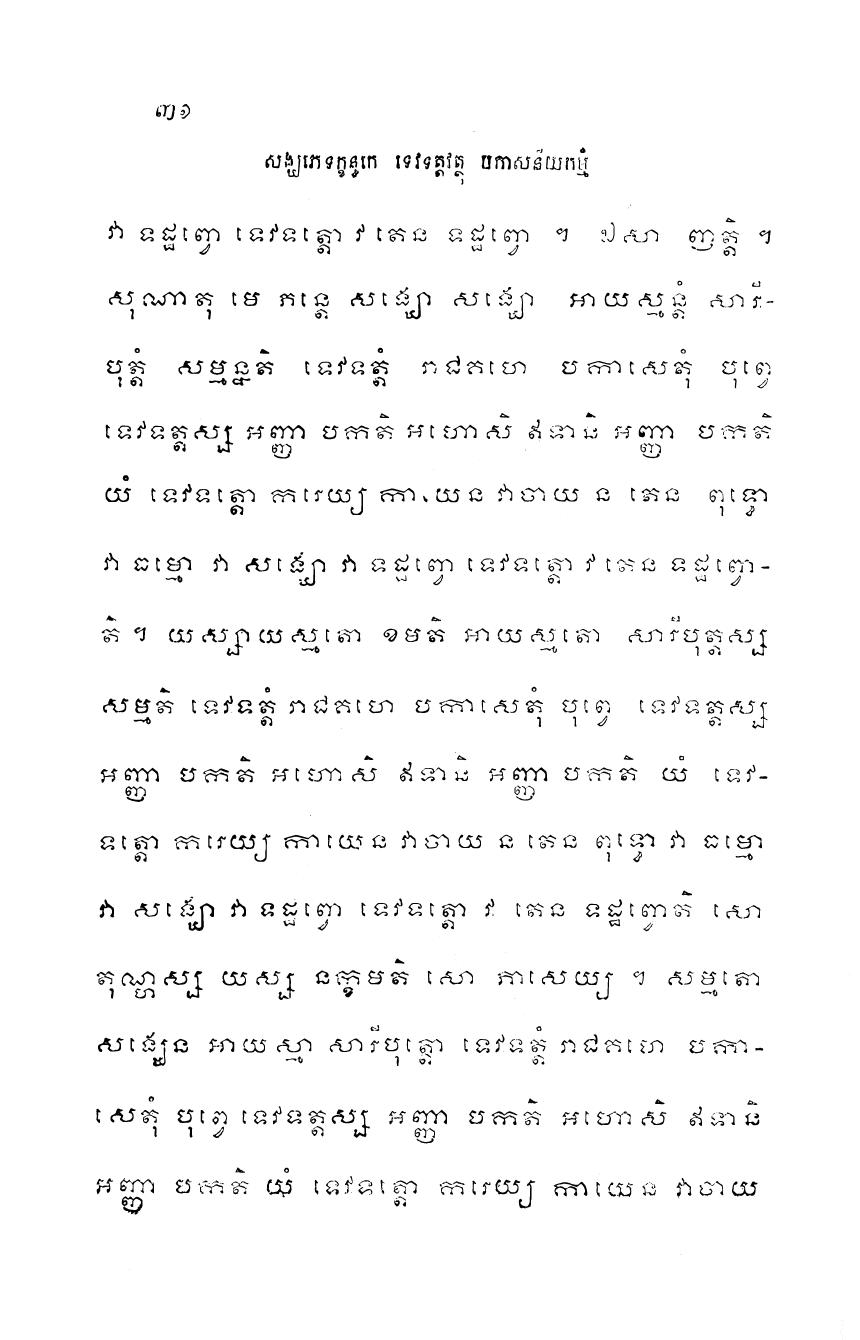 ៣១
សង្ឃភេទក្ខន្ធកេ ទេវទត្តវត្ថុ បកាសនីយកម្មំ
វា ទដ្ឋព្វោ ទេវទត្តោ វ តេន ទដ្ឋព្វោ ។ ឯសា ញត្តិ ។
សុណាតុ មេ ភន្តេ សង្ឃោ សង្ឃោ អាយស្មន្តំ សារី-
បុត្តំ សម្មន្នតិ ទេវទត្តំ រាជគហេ បកាសេតុំ បុព្វេ
ទេវទត្តស្ស អញ្ញា បកតិ អហោសិ ឥទានិ អញ្ញា បកតិ
យំ ទេវទត្តោ ករេយ្យ កាយេន វាចាយ ន តេន ពុទ្ធោ
វា ធម្មោ វា សង្ឃោ វា ទដ្ឋព្វោ ទេវទត្តោ វ តេន ទដ្ឋព្វោ-
តិ ។ យស្សាយស្មតោ ខមតិ អាយស្មតោ សារីបុត្តស្ស
សម្មតិ ទេវទត្តំ រាជគហេ បកាសេតុំ បុព្វេ ទេវទត្តស្ស
អញ្ញា បកតិ អហោសិ ឥទានិ អញ្ញា បកតិ យំ ទេវ-
ទត្តោ ករេយ្យ កាយេន វាចាយ ន តេន ពុទ្ធោ វា ធម្មោ
វា សង្ឃោ វា ទដ្ឋព្វោ ទេវទត្តោ វ តេន ទដ្ឋព្វោតិ សោ
តុណ្ហស្ស យស្ស នក្ខមតិ សោ ភាសេយ្យ ។ សម្មតោ
សង្ឃេន អាយស្មា សារីបុត្តោ ទេវទត្តំ រាជគហេ បកា-
សេតុំ បុព្វេ ទេវទត្តស្ស អញ្ញា បកតិ អហោសិ ឥទានិ
អញ្ញា បកតិ យំ ទេវទត្តោ ករេយ្យ កាយេន វាចាយ